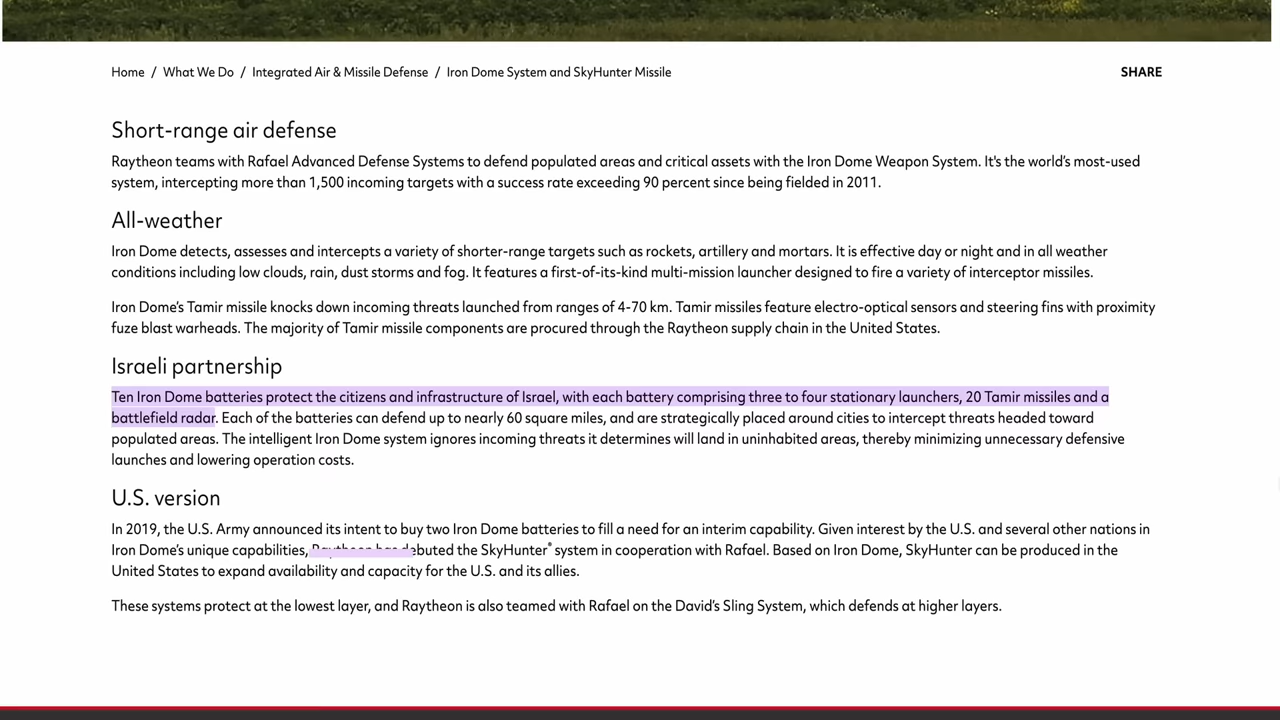 Home / What We Do / Integrated Air & Missile Defense / Iron Dome System and SkyHunter Missile
SHARE
Short-range air defense
Raytheon teams with Rafael Advanced Defense Systems to defend populated areas and critical assets with the Iron Dome Weapon System. It's the world's most-used
system, intercepting more than 1,500 incoming targets with a success rate exceeding 90 percent since being fielded in 2011.
All-weather
Iron Dome detects, assesses and intercepts a variety of shorter-range targets such as rockets, artillery and mortars. It is effective day or night and in all weather
conditions including low clouds, rain, dust storms and fog. It features a first-of-its-kind multi-mission launcher designed to fire a variety of interceptor missiles.
Iron Dome's Tamir missile knocks down incoming threats launched from ranges of 4-70 km. Tamir missiles feature electro-optical sensors and steering fins with proximity
fuze blast warheads. The majority of Tamir missile components are procured through the Raytheon supply chain in the United States.
Israeli partnership
Ten Iron Dome batteries protect the citizens and infrastructure of Israel, with each battery comprising three to four stationary launchers, 20 Tamir missiles and a
battlefield radar. Each of the batteries can defend up to nearly 60 square miles, and are strategically placed around cities to intercept threats headed toward
populated areas. The intelligent Iron Dome system ignores incoming threats it determines will land in uninhabited areas, thereby minimizing unnecessary defensive
launches and lowering operation costs.
U.S. version
In 2019, the U.S. Army announced its intent to buy two Iron Dome batteries to fill a need for an interim capability. Given interest by the U.S. and several other nations in
Iron Dome's unique capabilities, Raytheon has debuted the SkyHunter® system in cooperation with Rafael. Based on Iron Dome, SkyHunter can be produced in the
United States to expand availability and capacity for the U.S. and its allies.
These systems protect at the lowest layer, and Raytheon is also teamed with Rafael on the David's Sling System, which defends at higher layers.